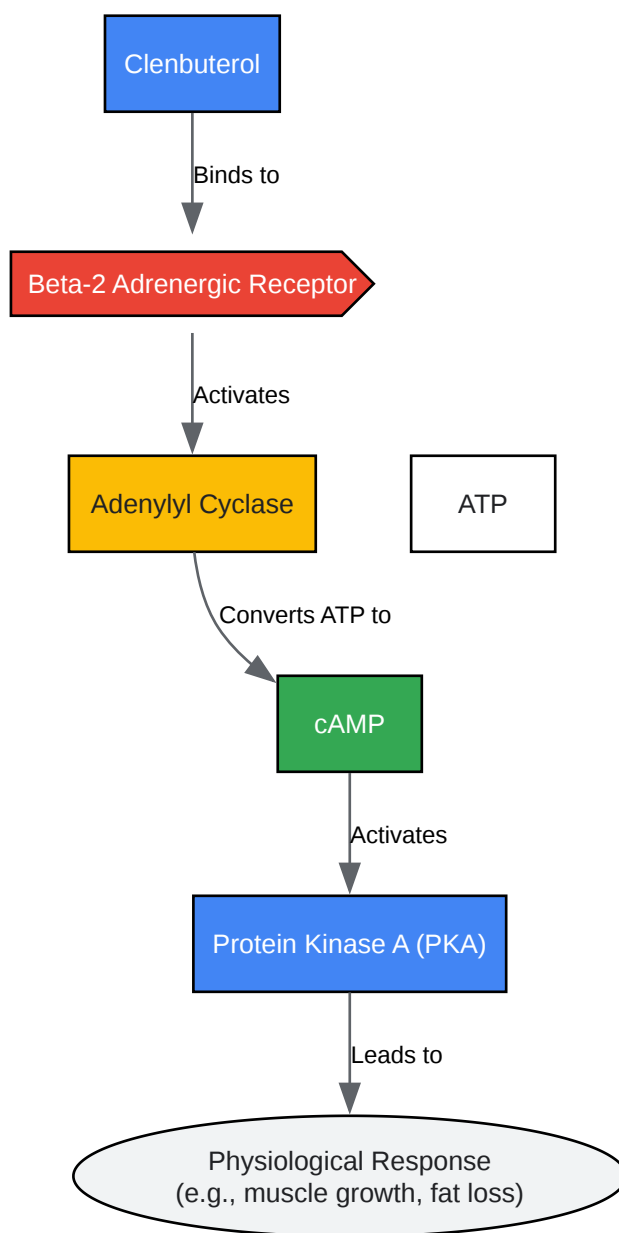 Clenbuterol
Binds to
Beta-2 Adrenergic Receptor
Activates
Adenylyl Cyclase
ATP
Converts ATP to
cAMP
Activates
Protein Kinase A (PKA)
Leads to
Physiological Response
(e.g., muscle growth, fat loss)